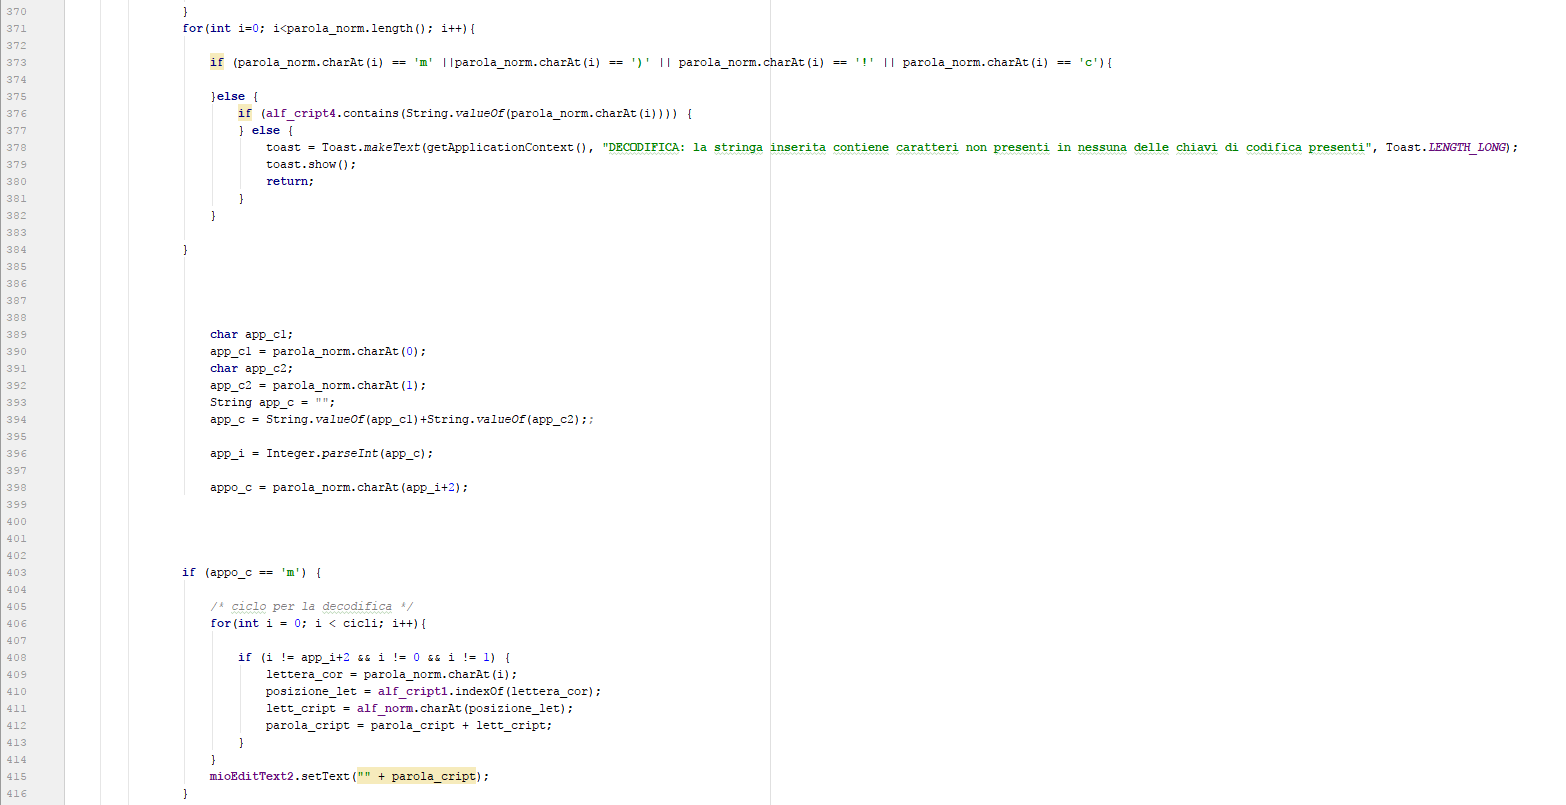 370 }
371 for(int i=0; i<parola_norm.length(); i++){
372
373 if (parola_norm.charAt(i) == 'm' ||parola_norm.charAt(i) == ')' || parola_norm.charAt(i) == '!' || parola_norm.charAt(i) == 'c'){
374
375 }else {
376 if (alf_cript4.contains(String.valueOf(parola_norm.charAt(i)))) {
377 } else {
378 toast = Toast.makeText(getApplicationContext(), "DECODIFICA: la stringa inserita contiene caratteri non presenti in nessuna delle chiavi di codifica presenti", Toast.LENGTH_LONG);
379 toast.show();
380 return;
381 }
382 }
383
384 }
385
386
387
388
389 char app_c1;
390 app_c1 = parola_norm.charAt(0);
391 char app_c2;
392 app_c2 = parola_norm.charAt(1);
393 String app_c = "";
394 app_c = String.valueOf(app_c1)+String.valueOf(app_c2);;
395
396 app_i = Integer.parseInt(app_c);
397
398 appo_c = parola_norm.charAt(app_i+2);
399
400
401
402
403 if (appo_c == 'm') {
404
405 /* ciclo per la decodifica */
406 for(int i = 0; i < cicli; i++){
407
408 if (i != app_i+2 && i != 0 && i != 1) {
409 lettera_cor = parola_norm.charAt(i);
410 posizione_let = alf_cript1.indexOf(lettera_cor);
411 lett_cript = alf_norm.charAt(posizione_let);
412 parola_cript = parola_cript + lett_cript;
413 }
414 }
415 mioEditText2.setText("" + parola_cript);
416 }